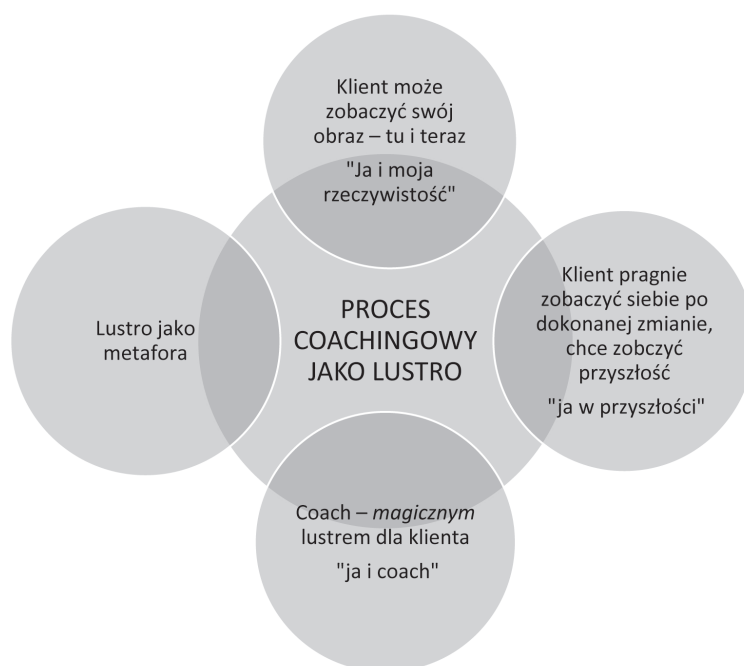 Klient może
zobaczyć swój
obraz – tu i teraz
"Ja i moja
rzeczywistość"
Lustro jako
metafora
PROCES
COACHINGOWY
JAKO LUSTRO
Klient pragnie
zobaczyć siebie po
dokonanej zmianie,
chce zobczyć
przyszłość
"ja w przyszłości"
Coach – magicznym
lustrem dla klienta
"ja i coach"